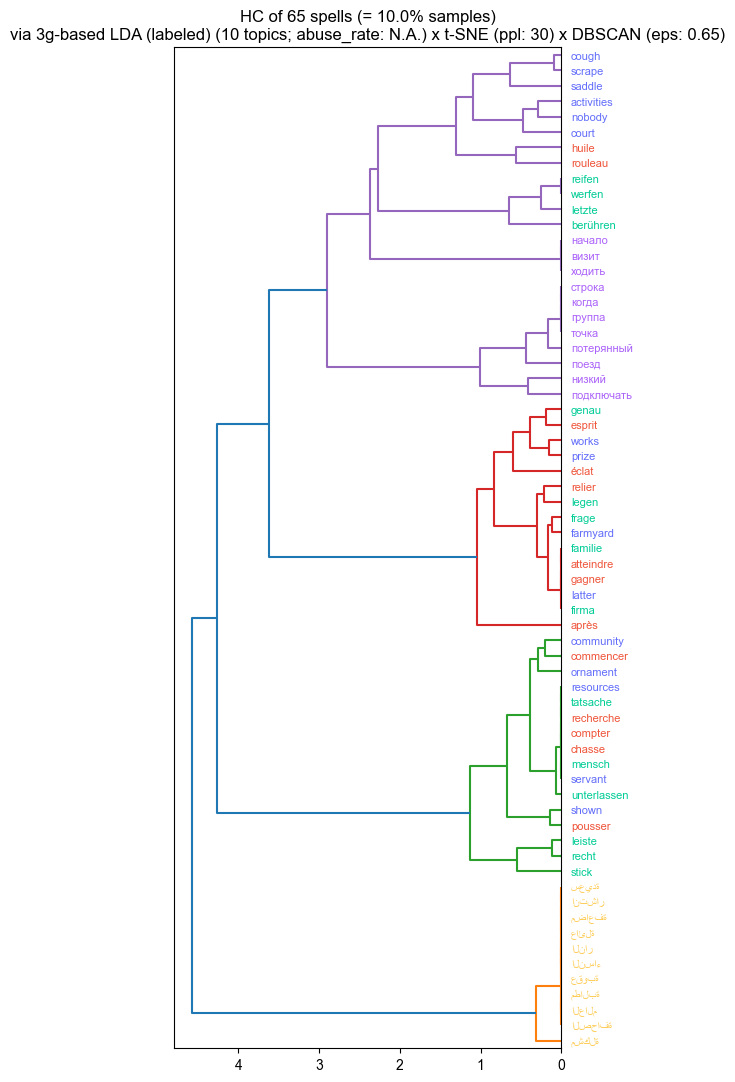 HC of 65 spells (= 10.0% samples)
via 3g-based LDA (labeled) (10 topics; abuse_rate: N.A.) x t-SNE (ppl: 30) x DBSCAN (eps: 0.65)
cough
scrape
saddle
activities
nobody
court
huile
rouleau
reifen
werfen
letzte
berühren
начало
визит
ходить
строка
когда
группа
точка
потерянный
поезд
низкий
подключать
genau
esprit
works
prize
éclat
relier
legen
frage
farmyard
familie
atteindre
gagner
latter
firma
après
community
commencer
ornament
resources
tatsache
recherche
compter
chasse
mensch
servant
unterlassen
shown
pousser
leiste
recht
stick
انتشار
مضاعفة
عائلة
النار
النساء
عقوبة
مطالبة
العالم
الصحافة
مشكلة
4 3 2 1 0